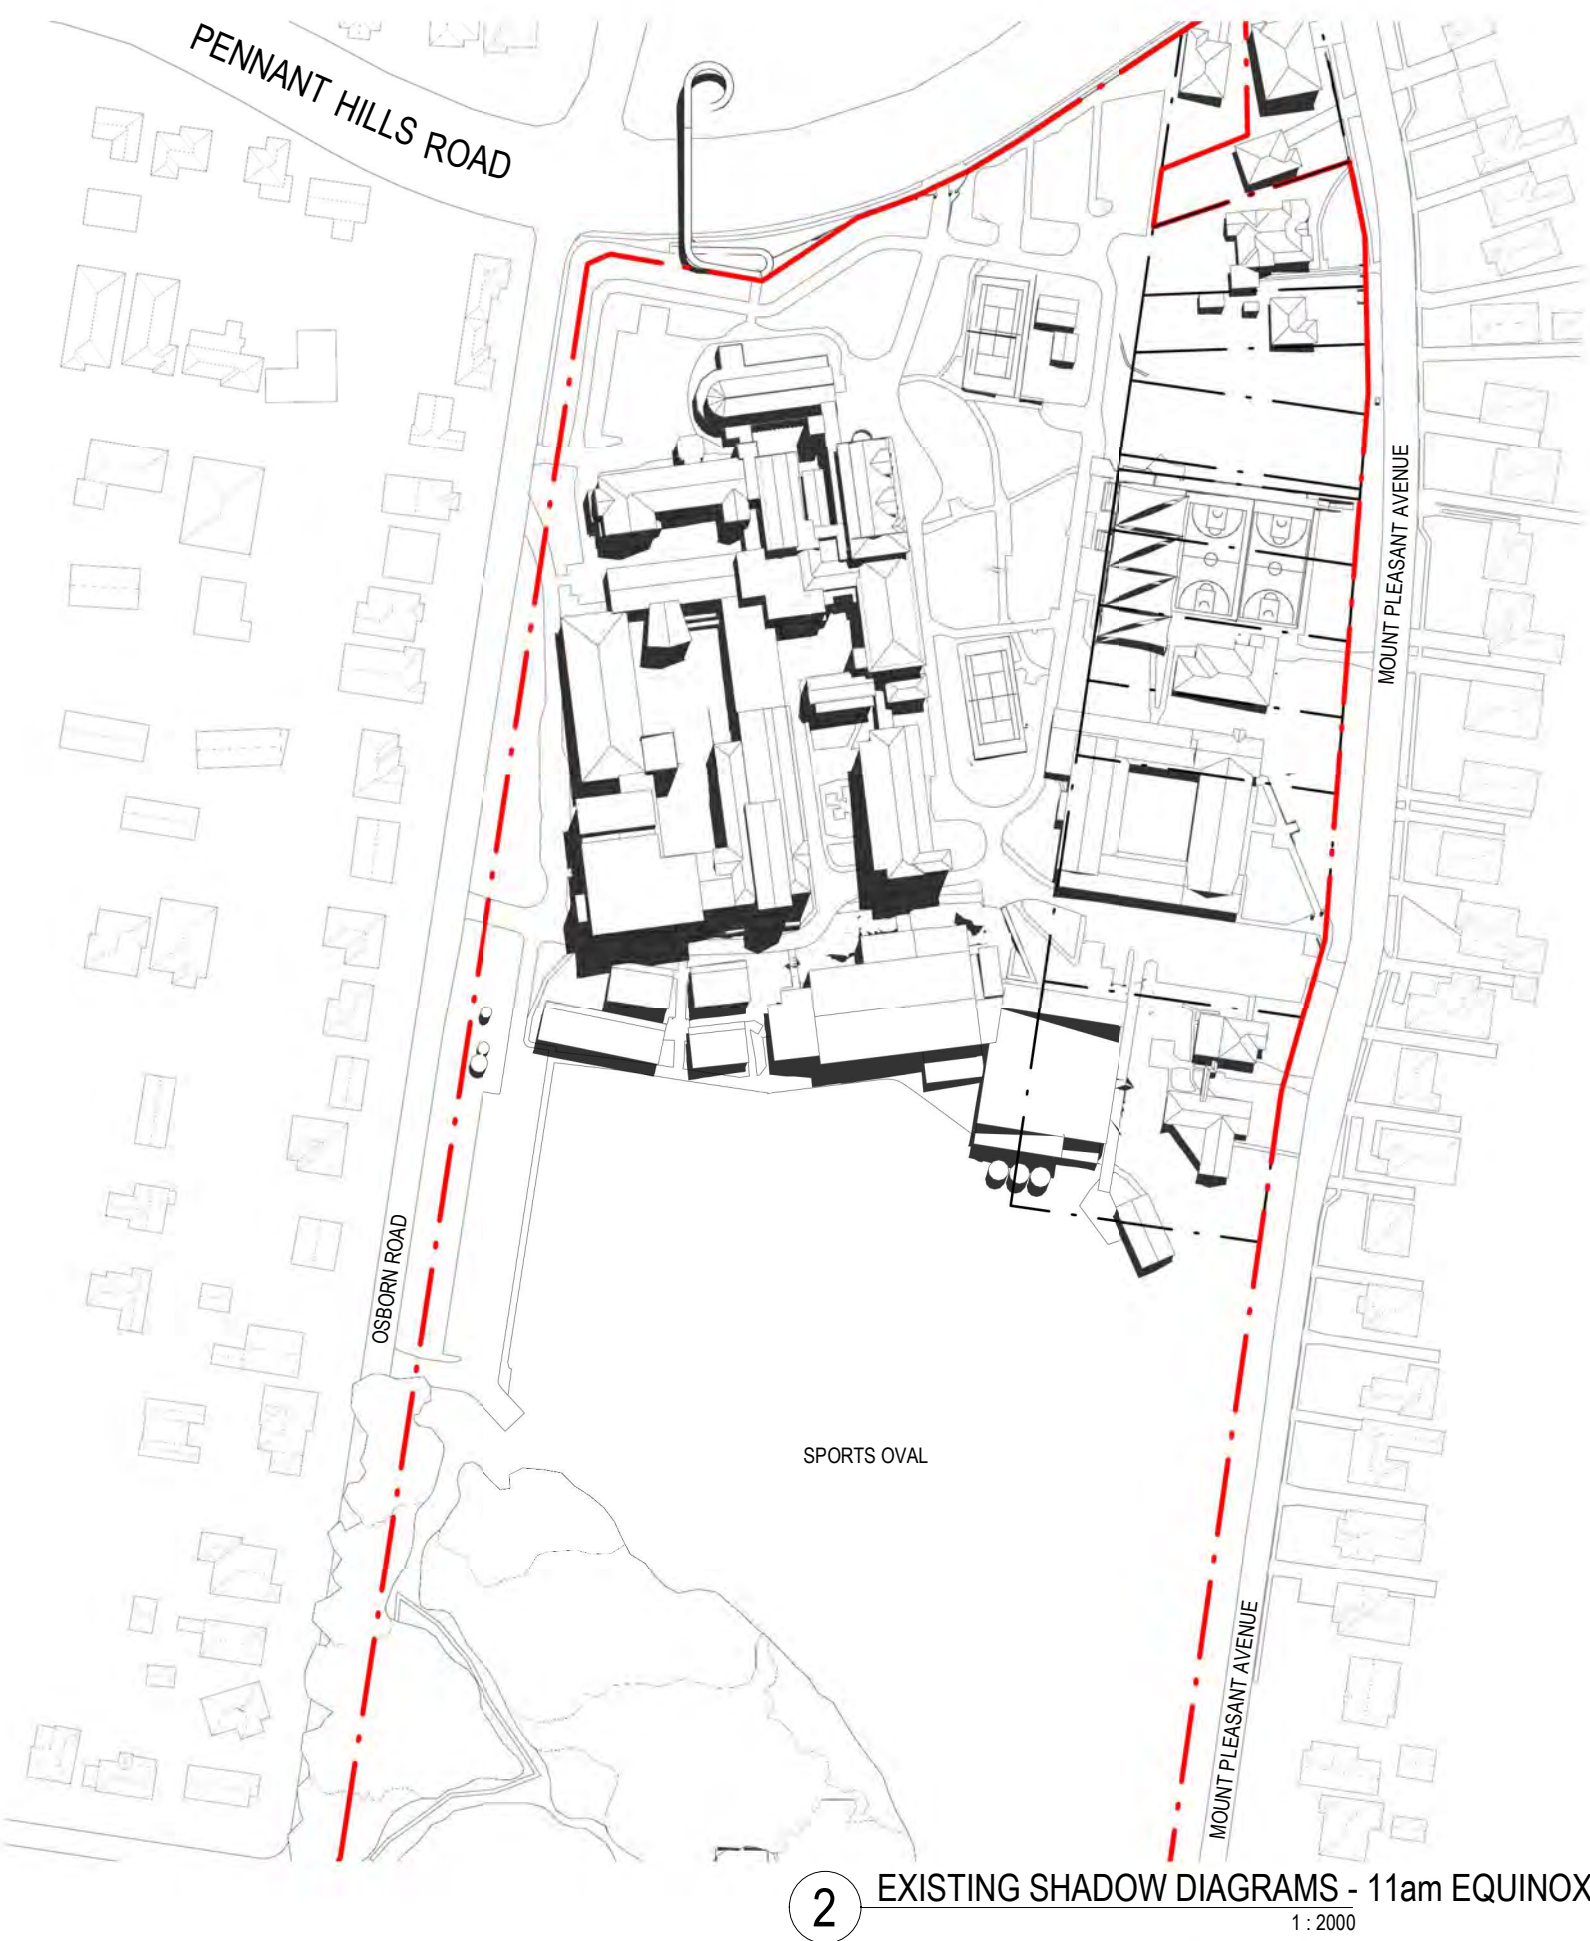 PENNANT HILLS ROAD
MOUNT PLEASANT AVENUE
OSBORN ROAD
SPORTS OVAL
MOUNT PLEASANT AVENUE
2
EXISTING SHADOW DIAGRAMS - 11am EQUINOX
1 : 2000